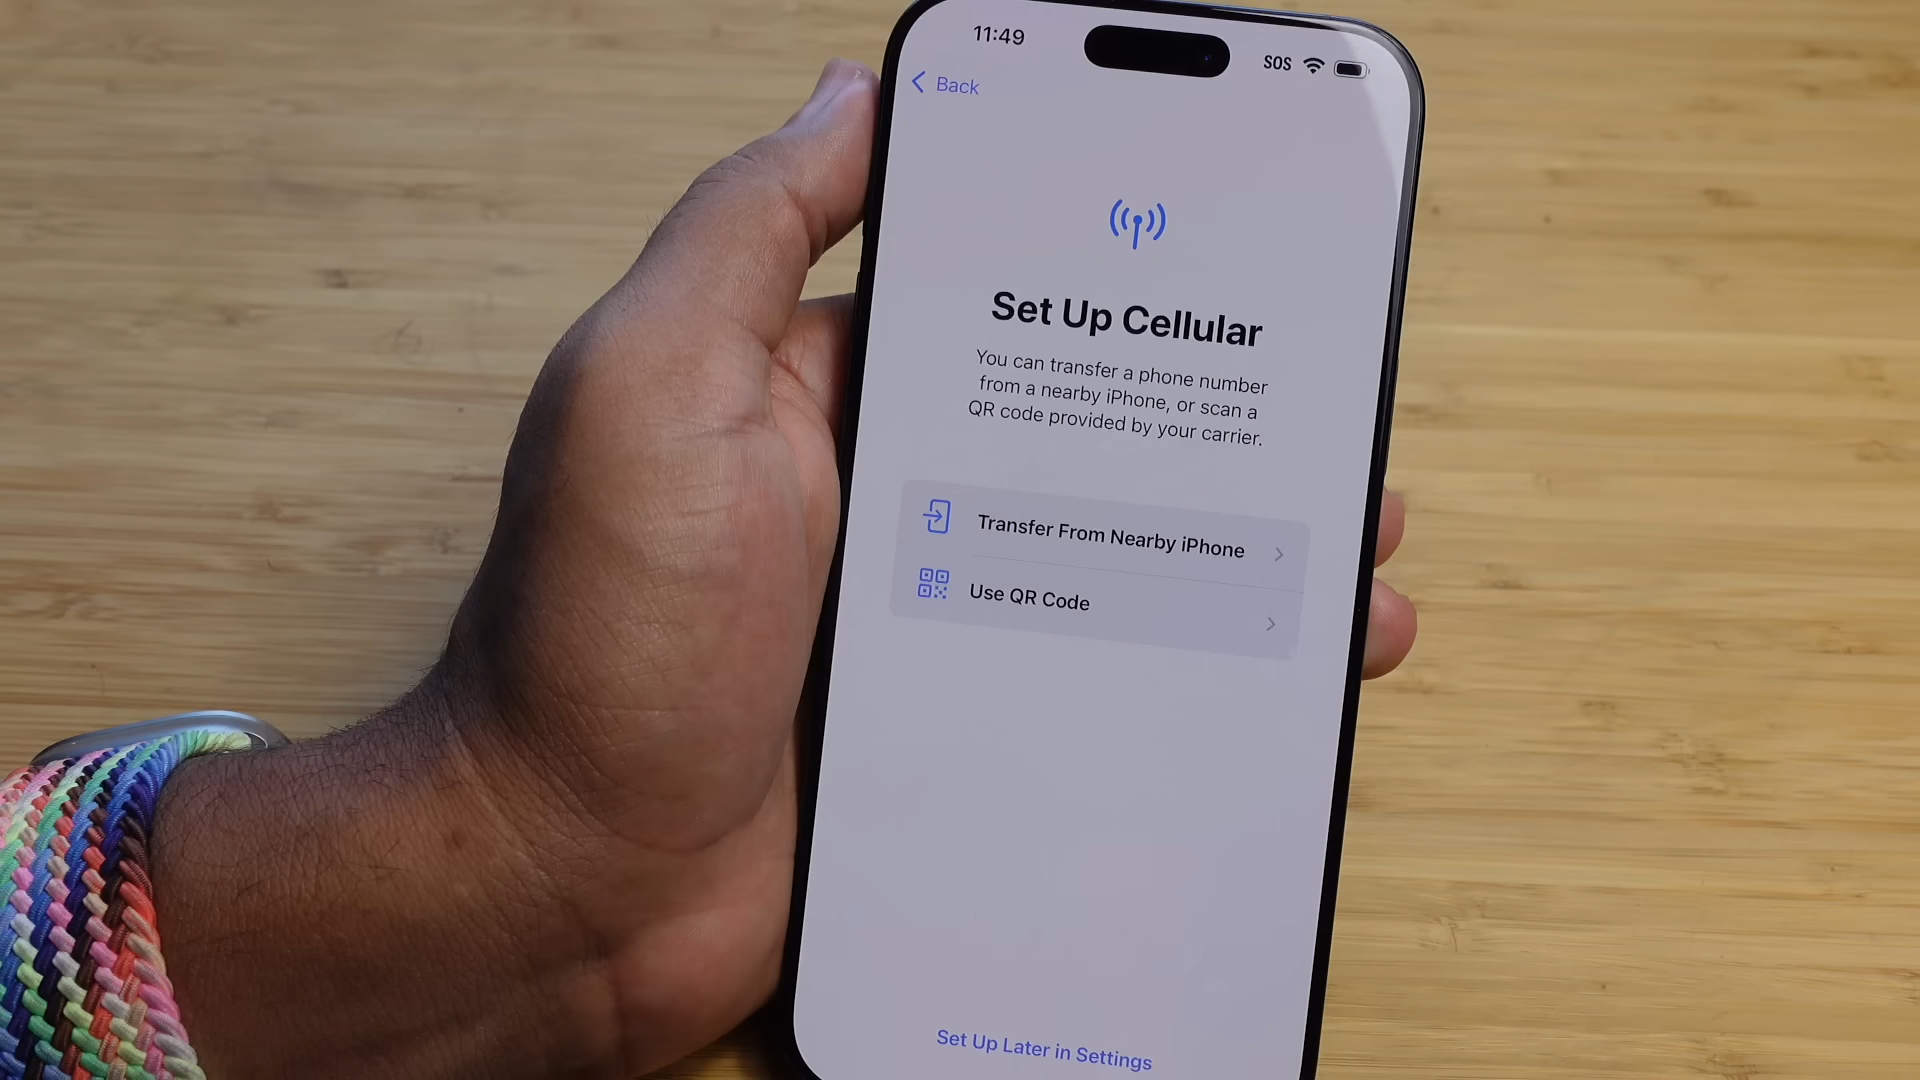 11:49
SOS
Back
Set Up Cellular
You can transfer a phone number
from a nearby iPhone, or scan a
QR code provided by your carrier.
Transfer From Nearby iPhone
Use QR Code
Set Up Later in Settings